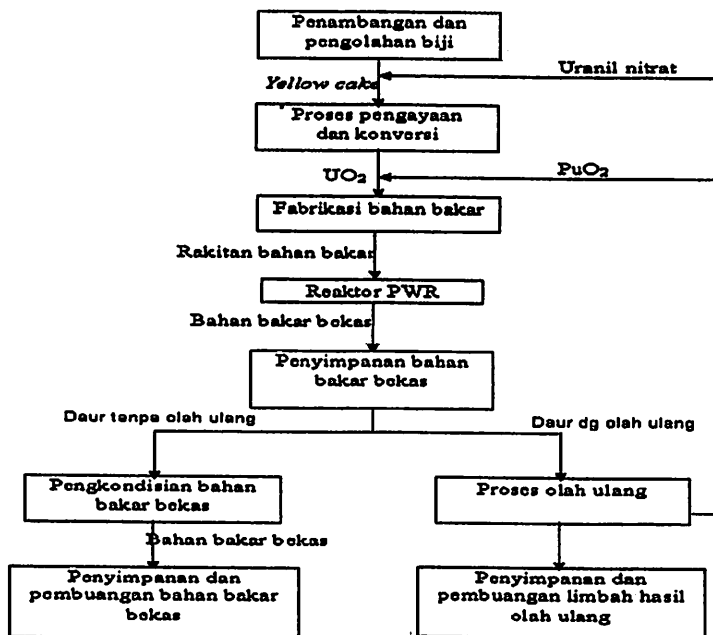 Penambangan dan
pengolahan biji
Uranil nitrat
Yellow cake
Proses pengayaan
dan konversi
UO₂
PuO₂
Fabrikasi bahan bakar
Rakitan bahan bakar
Reaktor PWR
Bahan bakar bekas
Penyimpanan bahan
bakar bekas
Daur tanpa olah ulang
Daur dg olah ulang
Pengkondisian bahan
bakar bekas
Proses olah ulang
Bahan bakar bekas
Penyimpanan dan
pembuangan bahan bakar
bekas
Penyimpanan dan
pembuangan limbah hasil
olah ulang